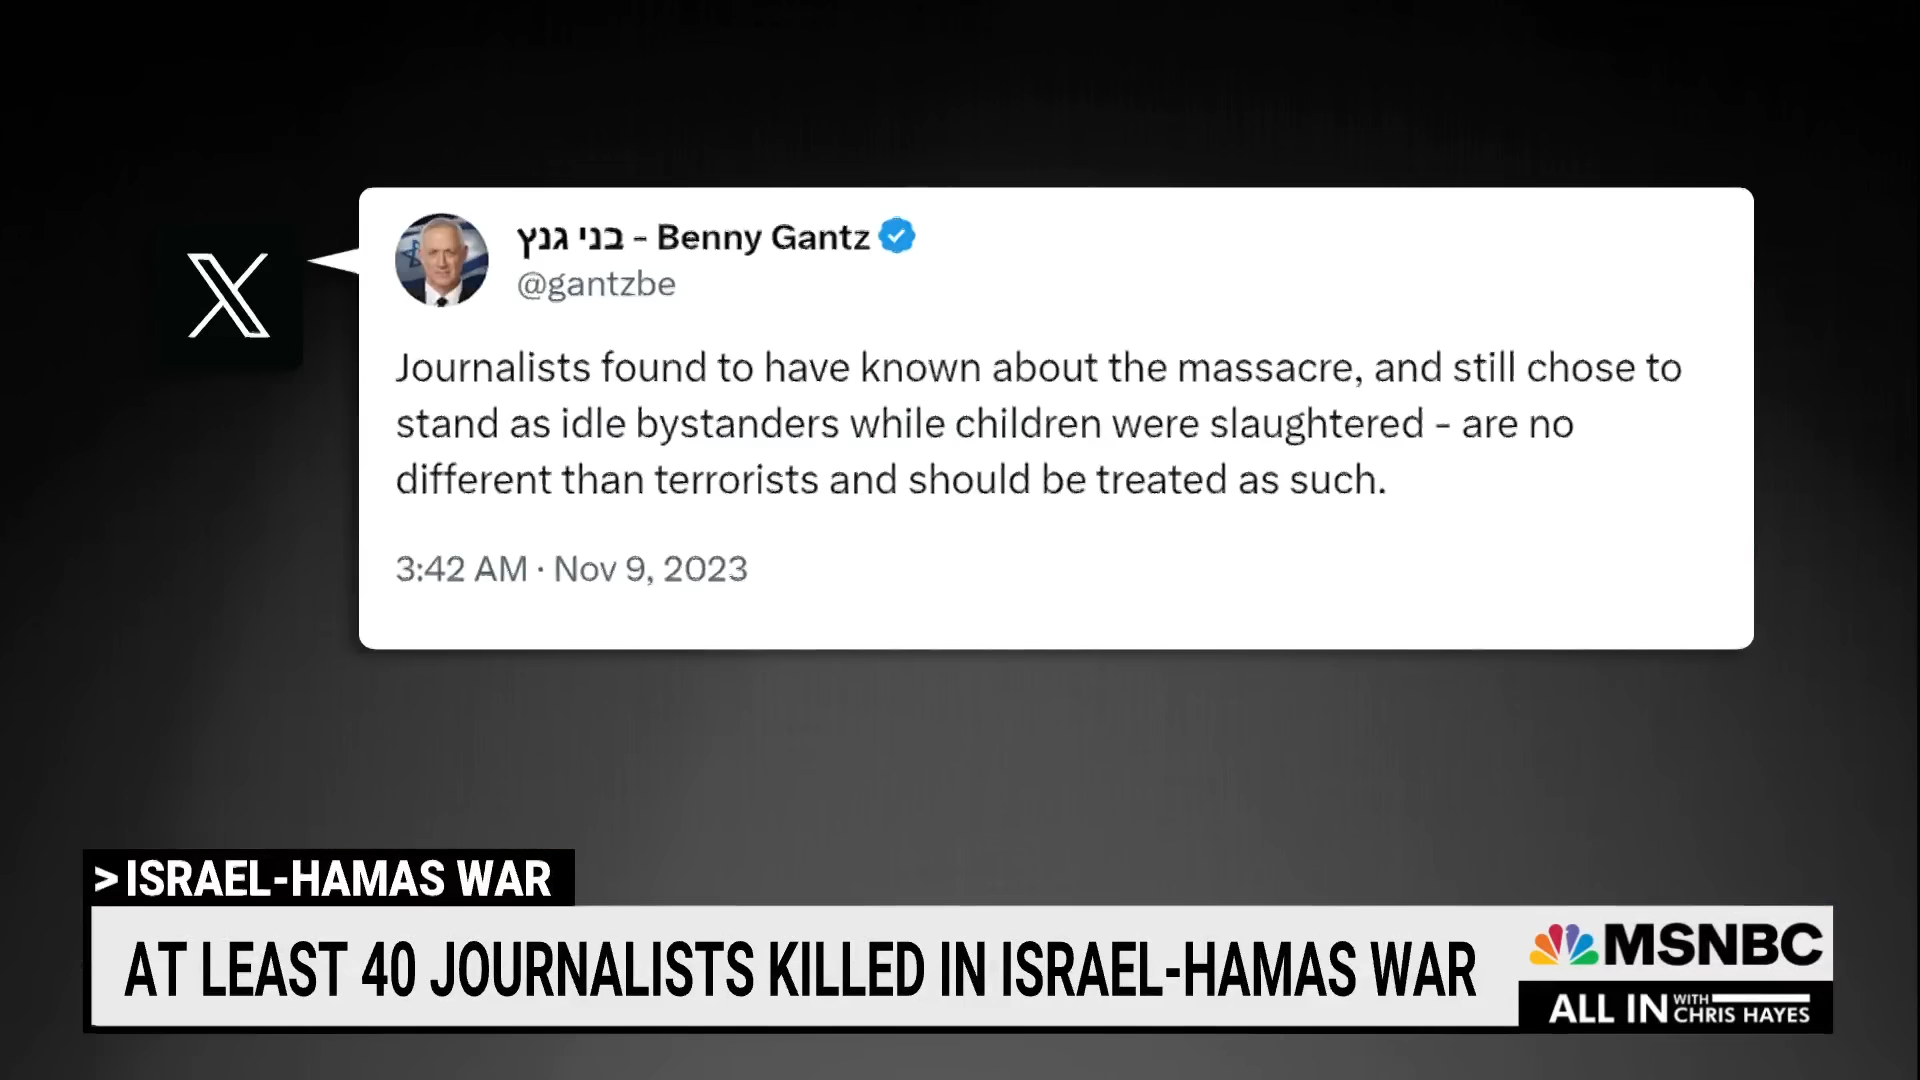 X
בני גנץ - Benny Gantz
@gantzbe
Journalists found to have known about the massacre, and still chose to
stand as idle bystanders while children were slaughtered - are no
different than terrorists and should be treated as such.
3:42 AM · Nov 9, 2023
>ISRAEL-HAMAS WAR
AT LEAST 40 JOURNALISTS KILLED IN ISRAEL-HAMAS WAR
MSNBC
ALL IN WITH CHRIS HAYES